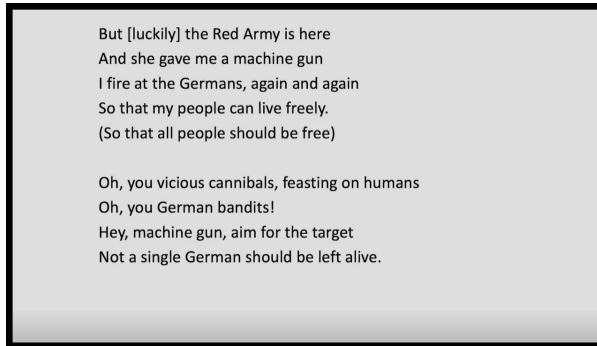 But [luckily] the Red Army is here
And she gave me a machine gun
I fire at the Germans, again and again
So that my people can live freely.
(So that all people should be free)
Oh, you vicious cannibals, feasting on humans
Oh, you German bandits!
Hey, machine gun, aim for the target
Not a single German should be left alive.